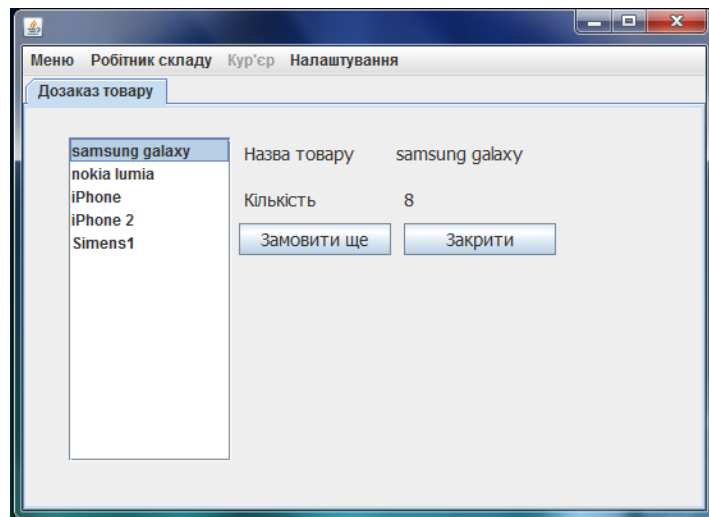 Меню Робітник складу Кур'єр Налаштування
Дозаказ товару
samsung galaxy
nokia lumia
iPhone
iPhone 2
Simens1
Назва товару samsung galaxy
Кількість 8
Замовити ще Закрити